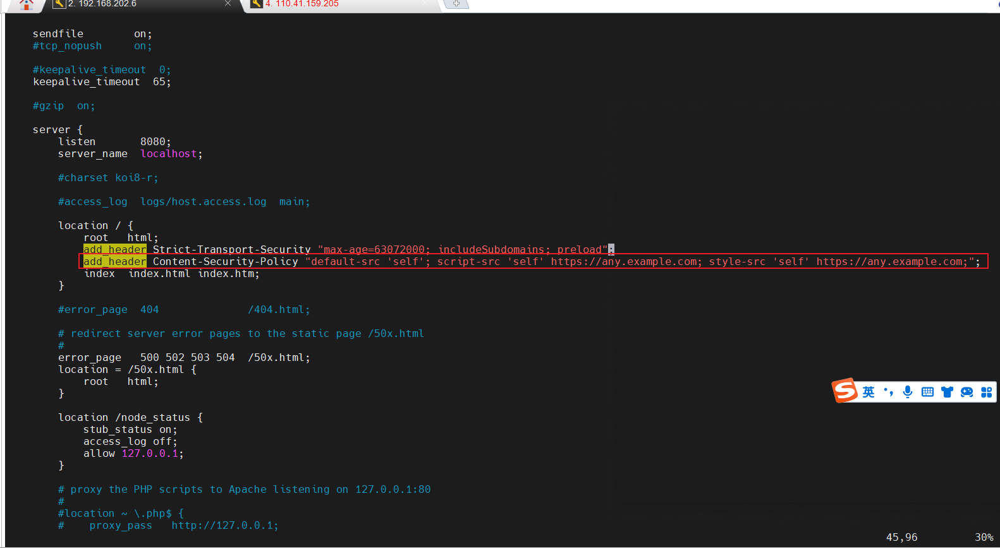 2. 192.168.202.6
4. 110.41.159.205
sendfile        on;
#tcp_nopush     on;
#keepalive_timeout  0;
keepalive_timeout  65;
#gzip  on;
server {
listen       8080;
server_name  localhost;
#charset koi8-r;
#access_log  logs/host.access.log  main;
location / {
root   html;
add_header Strict-Transport-Security "max-age=63072000; includeSubdomains; preload";
add_header Content-Security-Policy "default-src 'self'; script-src 'self' https://any.example.com; style-src 'self' https://any.example.com;";
index  index.html index.htm;
}
#error_page  404              /404.html;
# redirect server error pages to the static page /50x.html
#
error_page   500 502 503 504  /50x.html;
location = /50x.html {
root   html;
}
英
location /node_status {
stub_status on;
access_log off;
allow 127.0.0.1;
}
# proxy the PHP scripts to Apache listening on 127.0.0.1:80
#
#location ~ \.php$ {
#    proxy_pass   http://127.0.0.1;
45,96         30%